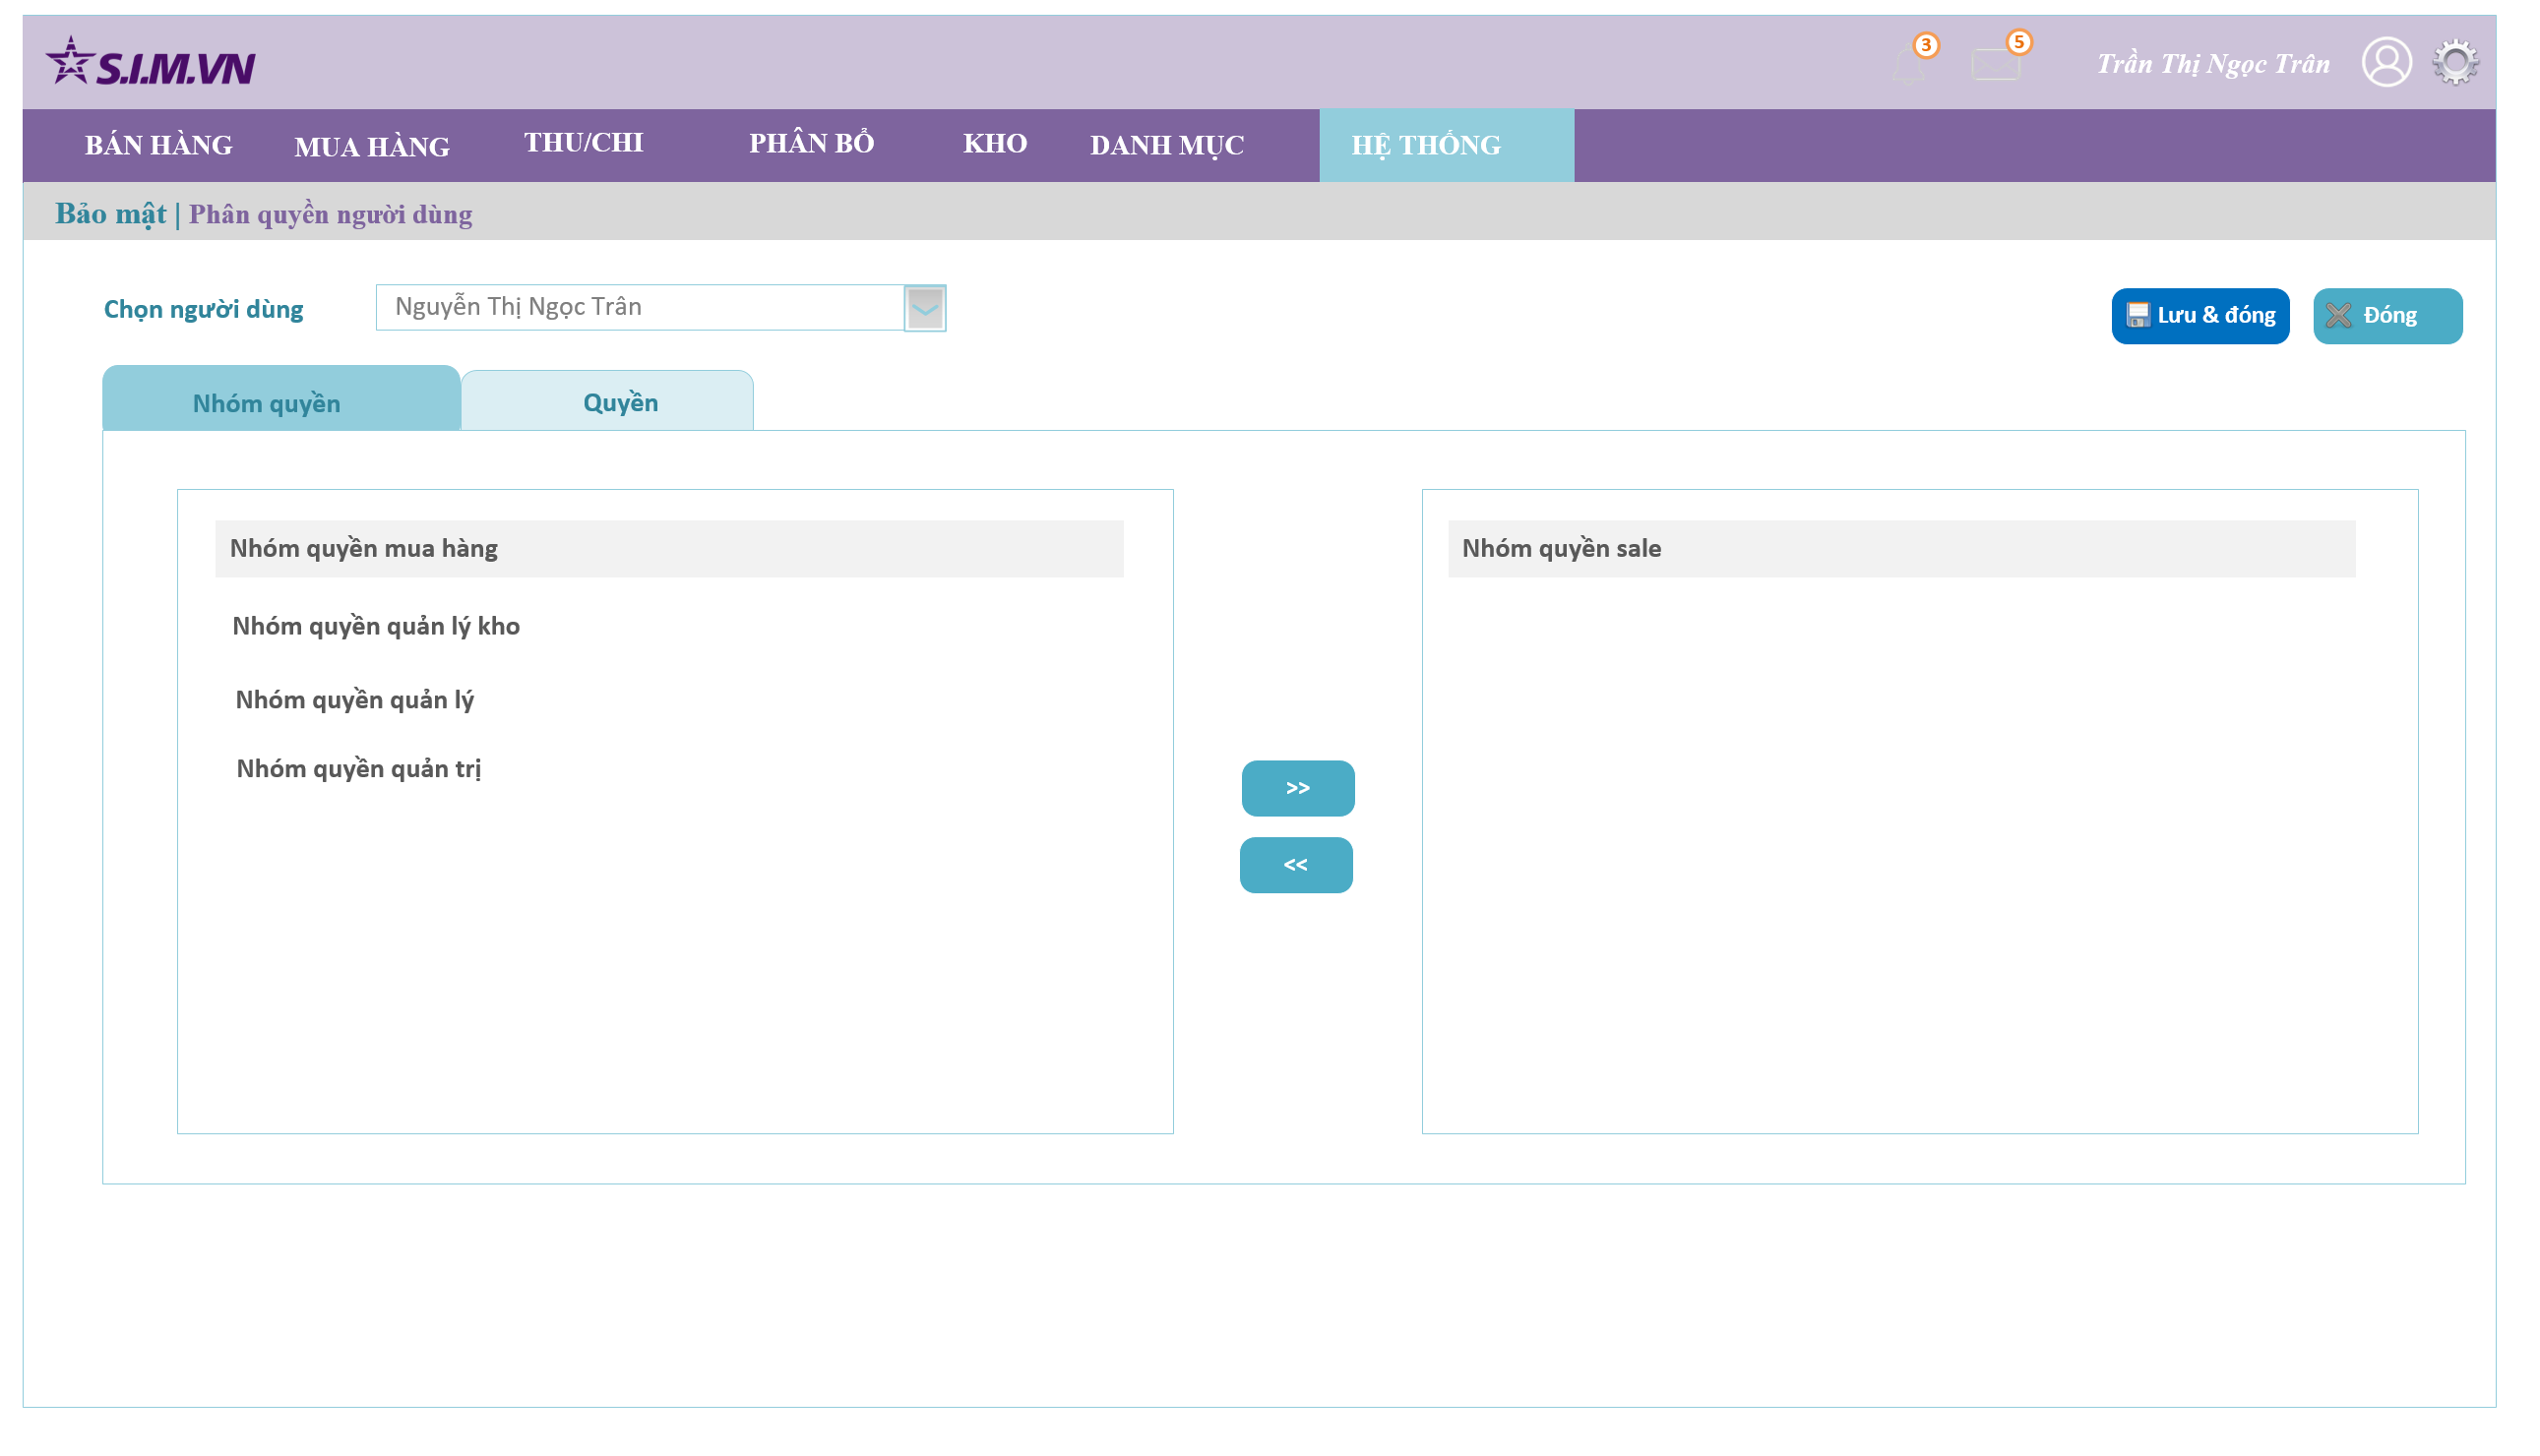 S.I.M.VN
3
5
Trần Thị Ngọc Trân
BÁN HÀNG
MUA HÀNG
THU/CHI
PHÂN BỔ
KHO
DANH MỤC
HỆ THỐNG
Bảo mật | Phân quyền người dùng
Chọn người dùng
Nguyễn Thị Ngọc Trân
Lưu & đóng
Đóng
Nhóm quyền
Quyền
Nhóm quyền mua hàng
Nhóm quyền quản lý kho
Nhóm quyền quản lý
Nhóm quyền quản trị
>>
<<
Nhóm quyền sale